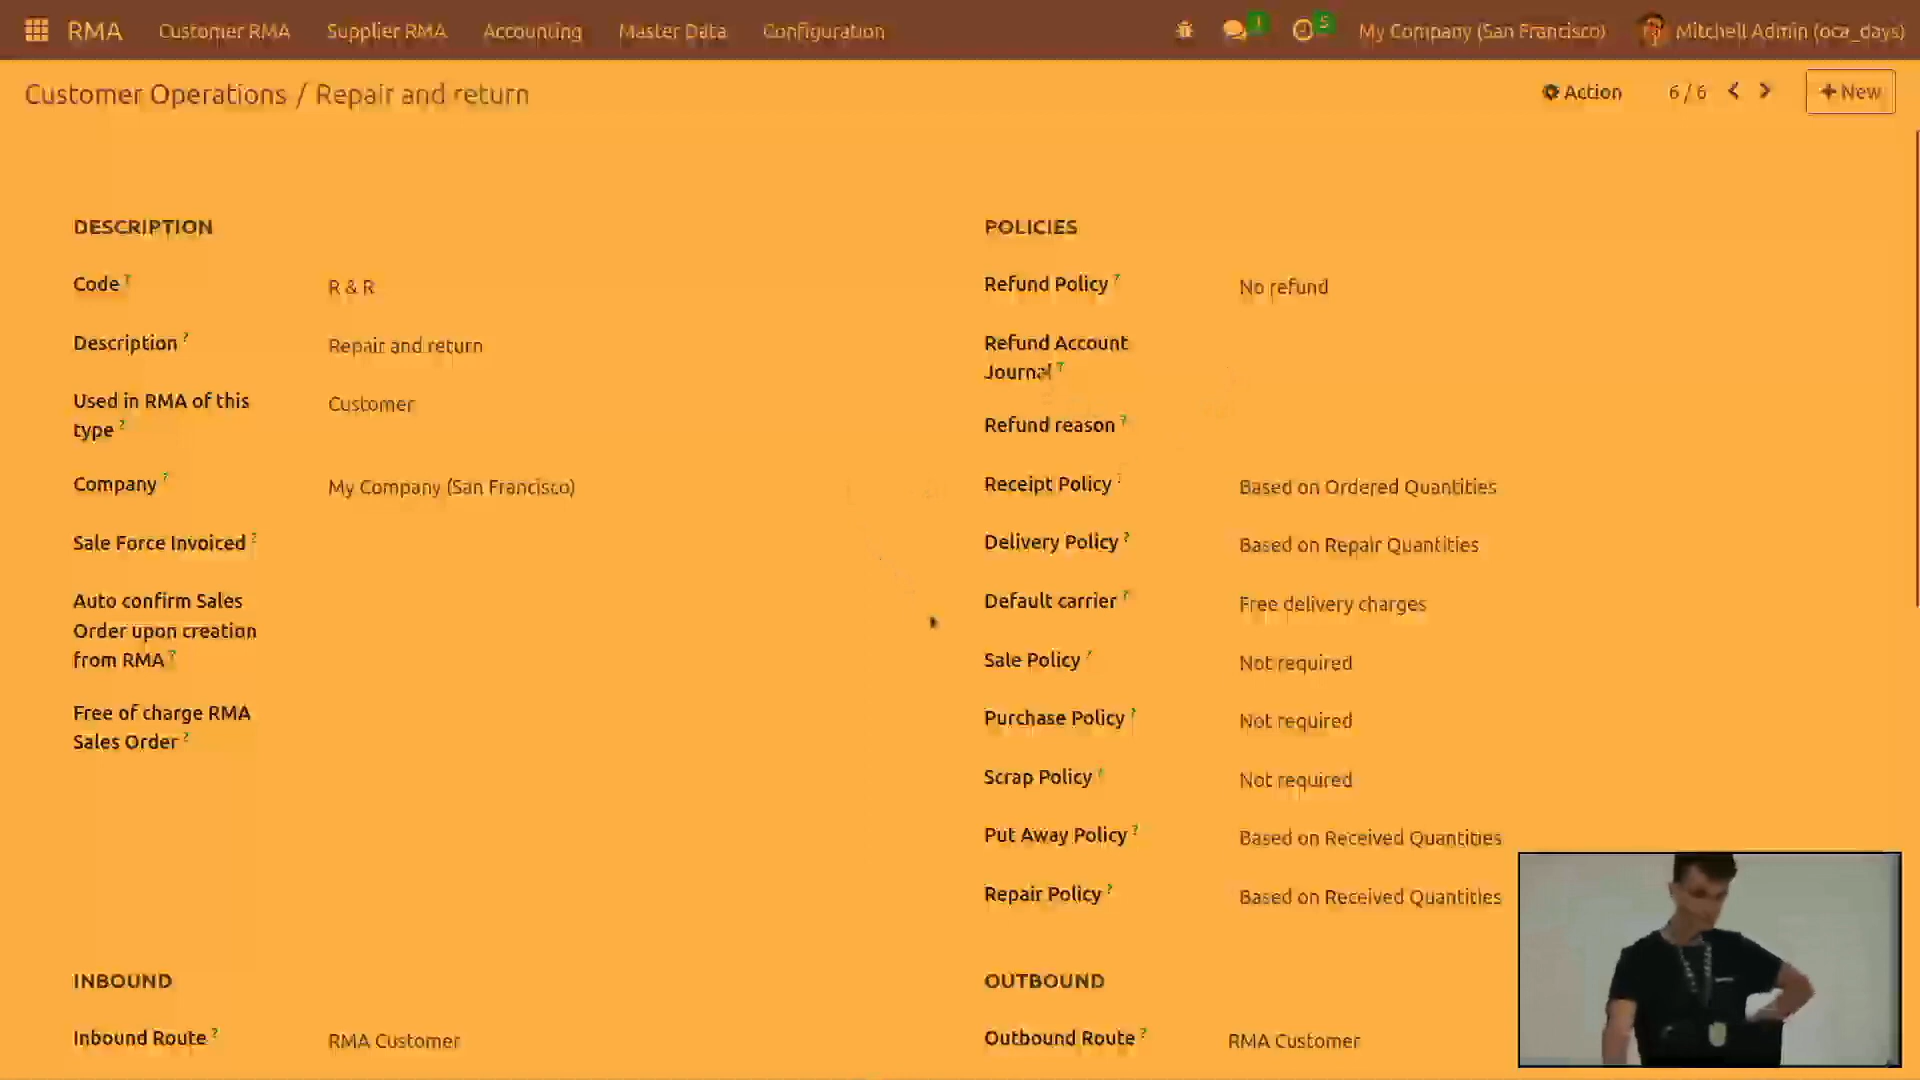 RMA Customer RMA Supplier RMA Accounting Master Data Configuration 1 5 My Company (San Francisco) Mitchell Admin (oca_days)
Customer Operations / Repair and return Action 6 / 6 New
DESCRIPTION
Code ? R & R
Description ? Repair and return
Used in RMA of this
type ? Customer
Company ? My Company (San Francisco)
Sale Force Invoiced ?
Auto confirm Sales
Order upon creation
from RMA ?
Free of charge RMA
Sales Order ?
POLICIES
Refund Policy ? No refund
Refund Account
Journal ?
Refund reason ?
Receipt Policy ? Based on Ordered Quantities
Delivery Policy ? Based on Repair Quantities
Default carrier ? Free delivery charges
Sale Policy ? Not required
Purchase Policy ? Not required
Scrap Policy ? Not required
Put Away Policy ? Based on Received Quantities
Repair Policy ? Based on Received Quantities
INBOUND
Inbound Route ? RMA Customer
OUTBOUND
Outbound Route ? RMA Customer